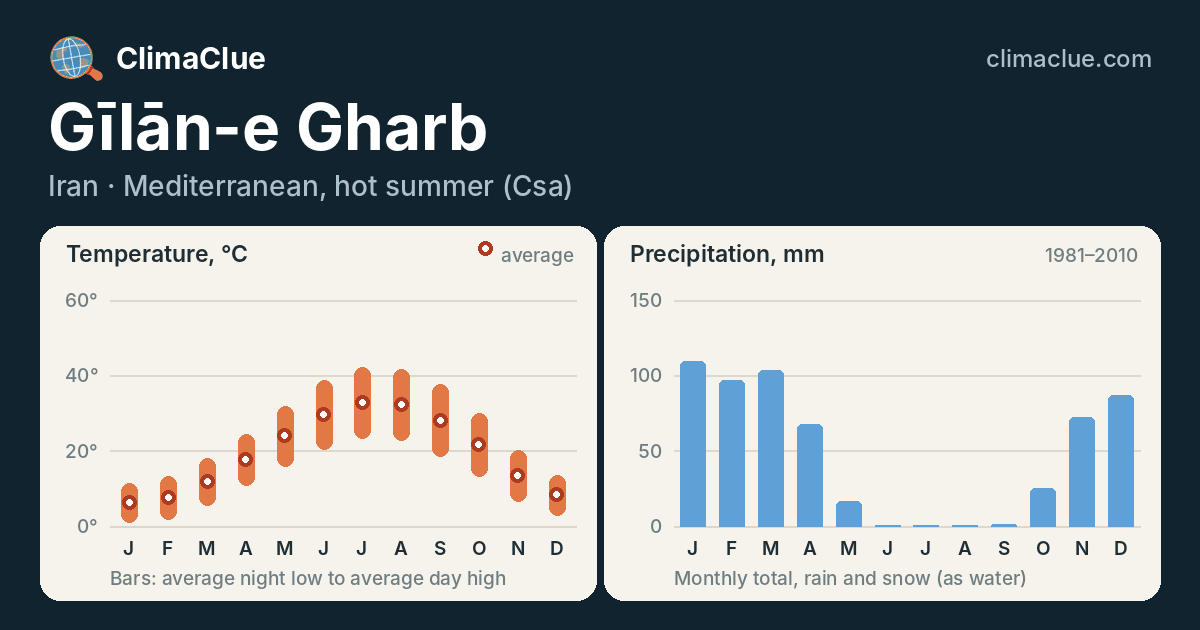 ClimaClue
climaclue.com
Gīlān-e Gharb
Iran · Mediterranean, hot summer (Csa)
Temperature, °C
average
60°
40°
20°
0°
J F M A M J J A S O N D
Bars: average night low to average day high
Precipitation, mm
1981–2010
150
100
50
0
J F M A M J J A S O N D
Monthly total, rain and snow (as water)